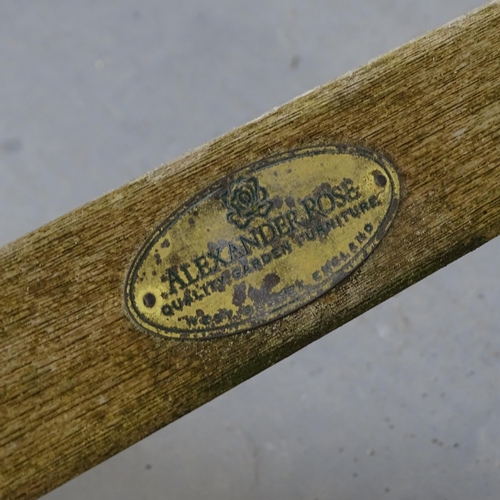 ALEXANDER ROSE
QUALITY GARDEN FURNITURE
ENGLAND